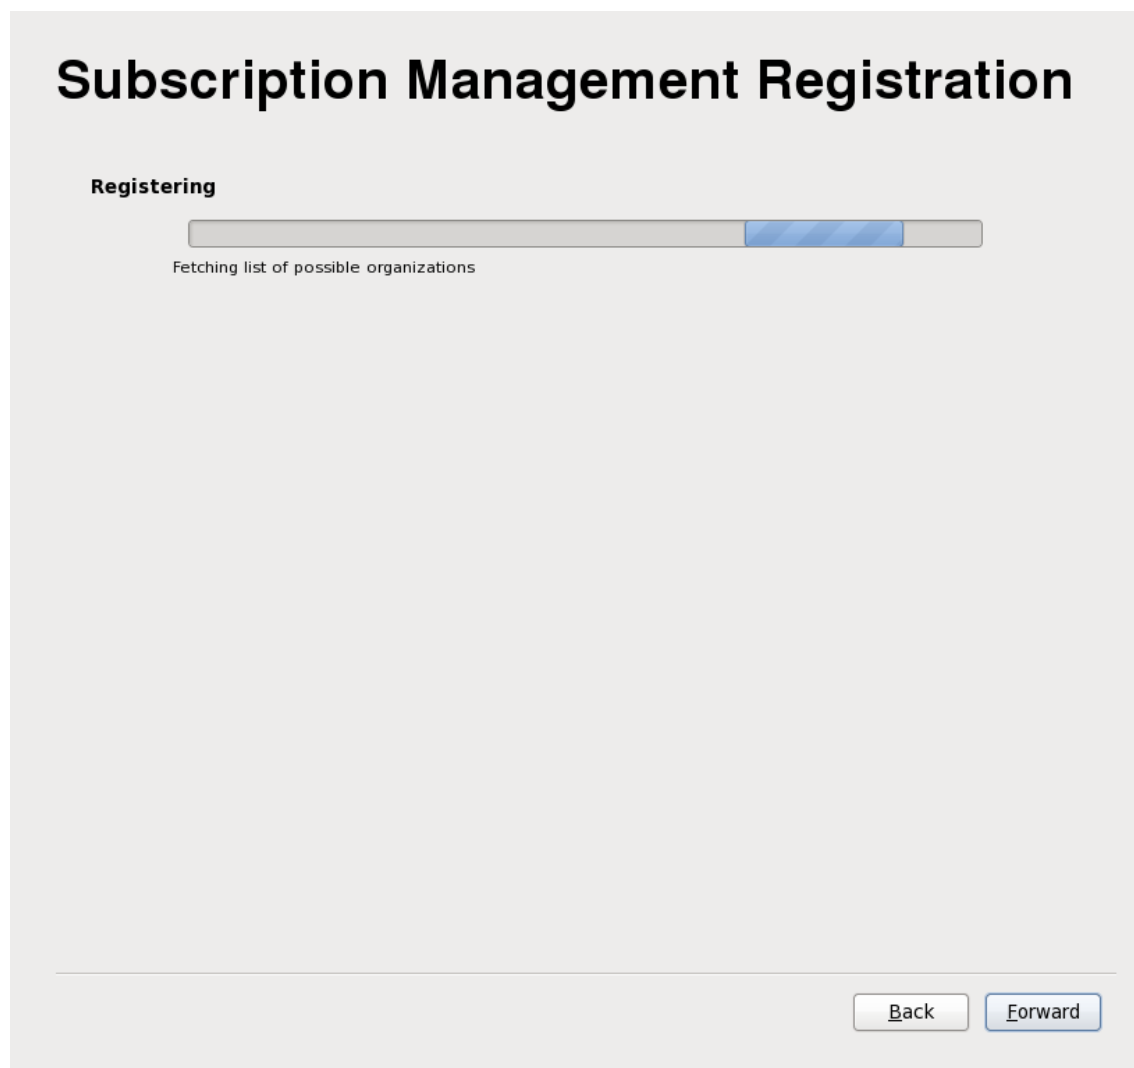 Subscription Management Registration
Registering
Fetching list of possible organizations
Back
Forward